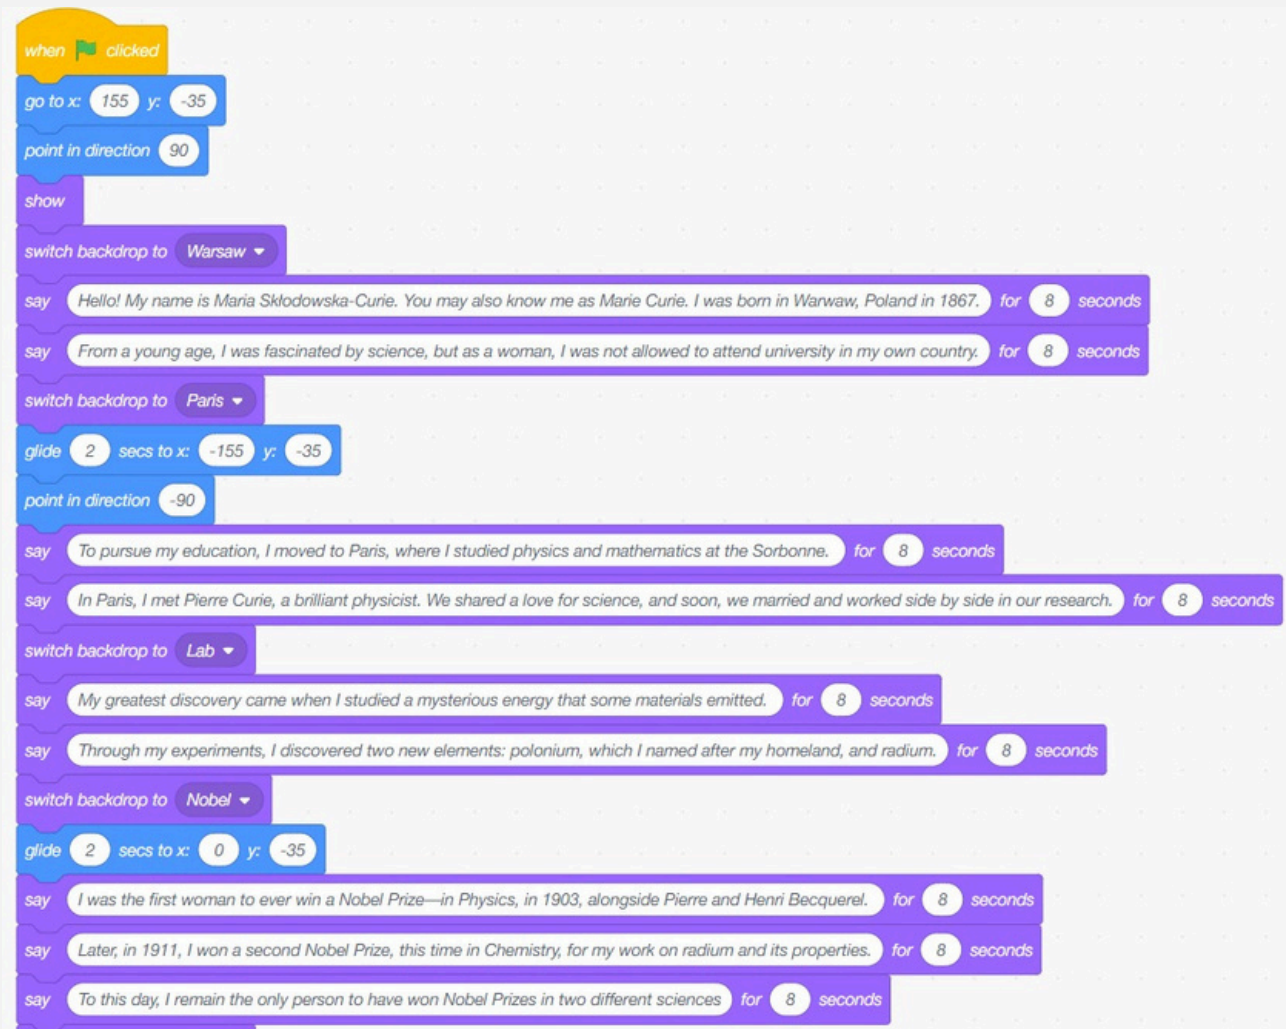 when clicked
go to x: 155 y: -35
point in direction 90
show
switch backdrop to Warsaw
say Hello! My name is Maria Skłodowska-Curie. You may also know me as Marie Curie. I was born in Warwaw, Poland in 1867. for 8 seconds
say From a young age, I was fascinated by science, but as a woman, I was not allowed to attend university in my own country. for 8 seconds
switch backdrop to Paris
glide 2 secs to x: -155 y: -35
point in direction -90
say To pursue my education, I moved to Paris, where I studied physics and mathematics at the Sorbonne. for 8 seconds
say In Paris, I met Pierre Curie, a brilliant physicist. We shared a love for science, and soon, we married and worked side by side in our research. for 8 seconds
switch backdrop to Lab
say My greatest discovery came when I studied a mysterious energy that some materials emitted. for 8 seconds
say Through my experiments, I discovered two new elements: polonium, which I named after my homeland, and radium. for 8 seconds
switch backdrop to Nobel
glide 2 secs to x: 0 y: -35
say I was the first woman to ever win a Nobel Prize—in Physics, in 1903, alongside Pierre and Henri Becquerel. for 8 seconds
say Later, in 1911, I won a second Nobel Prize, this time in Chemistry, for my work on radium and its properties. for 8 seconds
say To this day, I remain the only person to have won Nobel Prizes in two different sciences for 8 seconds